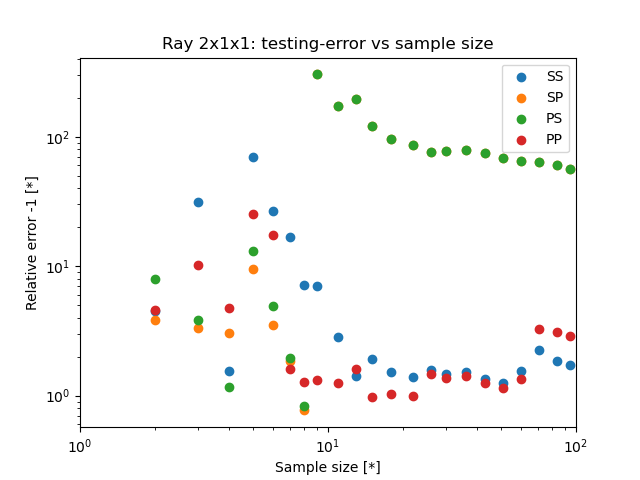 Ray 2x1x1: testing-error vs sample size
Relative error -1 [*]
10²
10¹
10⁰
SS
SP
PS
PP
10⁰
10¹
10²
Sample size [*]